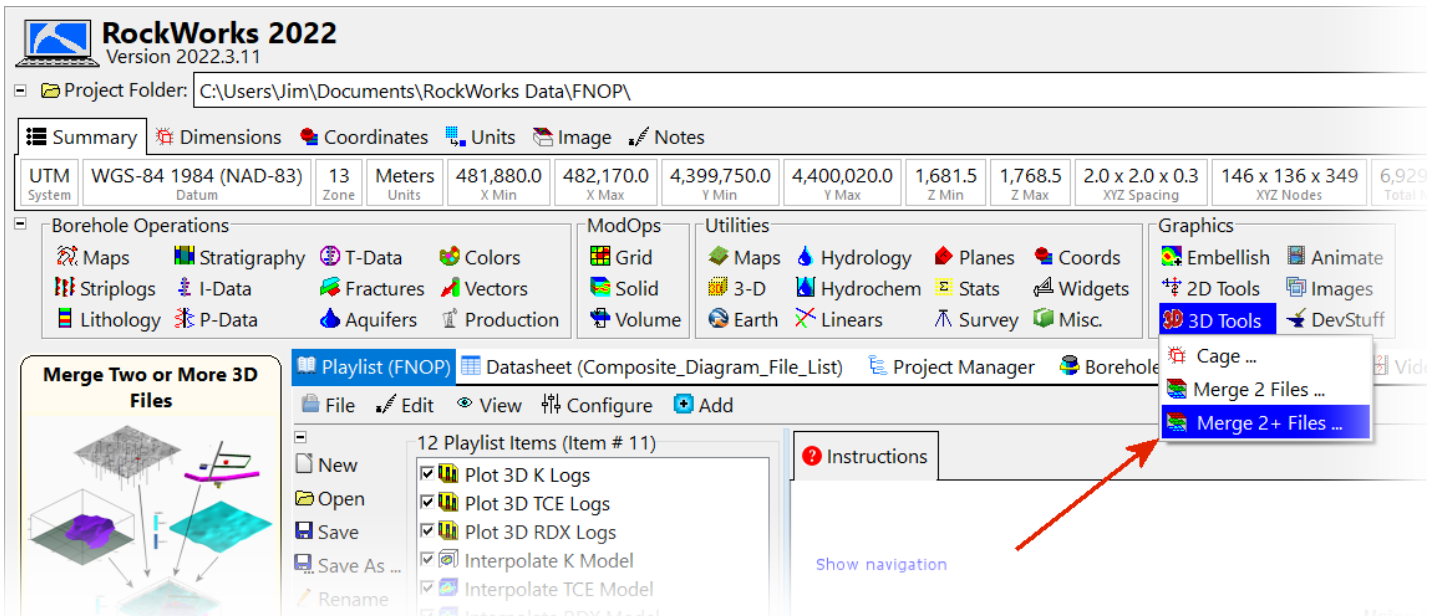 RockWorks 2022
Version 2022.3.11
Project Folder: C:\Users\Jim\Documents\RockWorks Data\FNOP\
Summary Dimensions Coordinates Units Image Notes
UTM WGS-84 1984 (NAD-83) 13 Meters 481,880.0 482,170.0 4,399,750.0 4,400,020.0 1,681.5 1,768.5 2.0 x 2.0 x 0.3 146 x 136 x 349 6,929
System Datum Zone Units X Min X Max Y Min Y Max Z Min Z Max XYZ Spacing XYZ Nodes Total
Borehole Operations ModOps Utilities Graphics
Maps Stratigraphy T-Data Colors Grid Maps Hydrology Planes Coords Embellish Animate
Striplogs I-Data Fractures Vectors Solid 3-D Hydrochem Stats Widgets 2D Tools Images
Lithology P-Data Aquifers Production Volume Earth Linears Survey Misc. 3D Tools DevStuff
Cage ...
Merge 2 Files ...
Merge 2+ Files ...
Merge Two or More 3D
Files
Playlist (FNOP) Datasheet (Composite_Diagram_File_List) Project Manager Borehole Vid
File Edit View Configure Add
12 Playlist Items (Item # 11)
New
Open
Save
Save As ...
Rename
Plot 3D K Logs
Plot 3D TCE Logs
Plot 3D RDX Logs
Interpolate K Model
Interpolate TCE Model
Interpolate RDX Model
Instructions
Show navigation